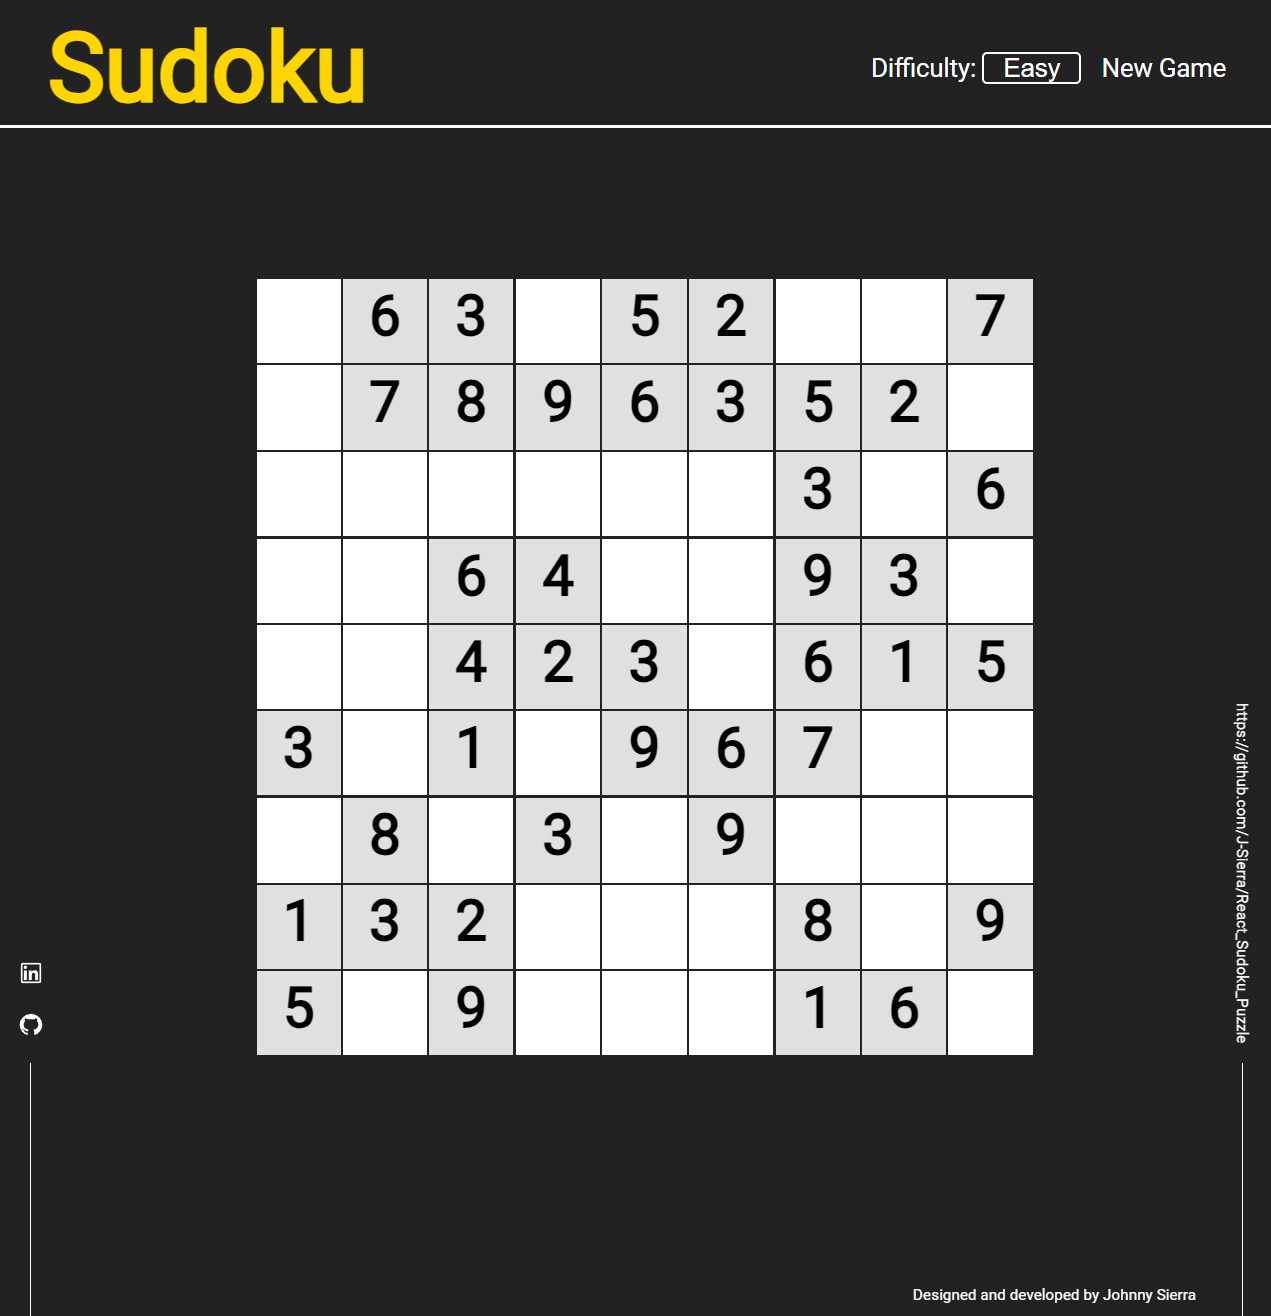 Sudoku
Difficulty: Easy New Game
6 3 5 2 7
7 8 9 6 3 5 2
3 6
6 4 9 3
4 2 3 6 1 5
3 1 9 6 7
8 3 9
1 3 2 8 9
5 9 1 6
https://github.com/J-Sierra/React_Sudoku_Puzzle
in
Designed and developed by Johnny Sierra